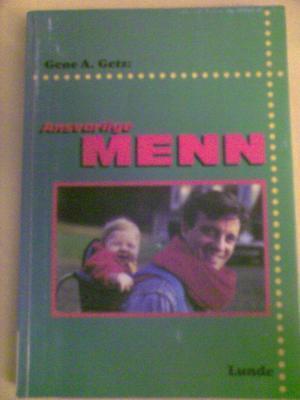 Gene A. Getz:
Ansvarlige
MENN
Lunde